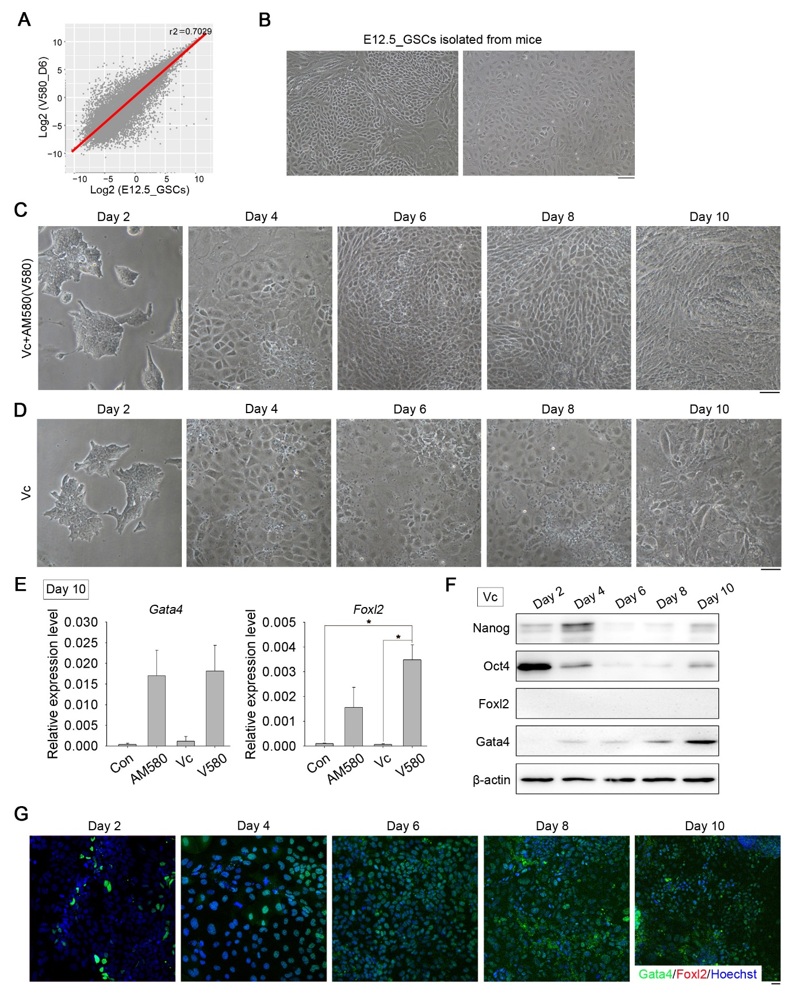 A
r2=0.7029
10
5
0
−5
−10
−10 −5 0 5 10
Log2 (V580_D6)
Log2 (E12.5_GSCs)
B
E12.5_GSCs isolated from mice
C
Day 2 Day 4 Day 6 Day 8 Day 10
Vc+AM580(V580)
D
Day 2 Day 4 Day 6 Day 8 Day 10
Vc
E
Day 10
Gata4
Relative expression level
0.030
0.025
0.020
0.015
0.010
0.005
0.000
Con AM580 Vc V580
Foxl2
Relative expression level
0.005
0.004
0.003
0.002
0.001
0.000
*
*
Con AM580 Vc V580
F
Vc
Day 2 Day 4 Day 6 Day 8 Day 10
Nanog
Oct4
Foxl2
Gata4
β-actin
G
Day 2 Day 4 Day 6 Day 8 Day 10
Gata4/Foxl2/Hoechst